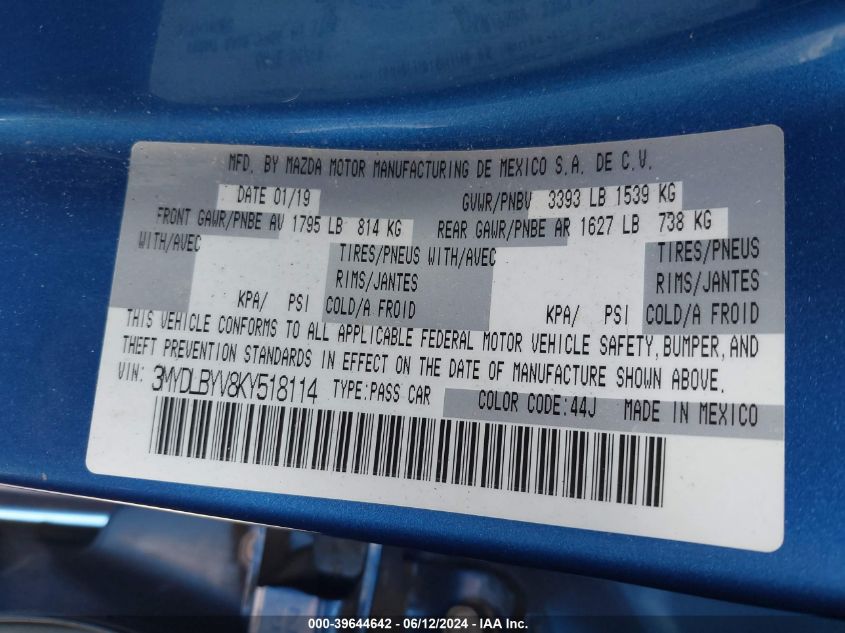 MFD. BY MAZDA MOTOR MANUFACTURING DE MEXICO S.A. DE C.V.
DATE 01/19 GVWR/PNBV 3393 LB 1539 KG
FRONT GAWR/PNBE AV 1795 LB 814 KG REAR GAWR/PNBE AR 1627 LB 738 KG
WITH/AVEC TIRES/PNEUS WITH/AVEC TIRES/PNEUS
RIMS/JANTES RIMS/JANTES
KPA/ PSI COLD/A FROID KPA/ PSI COLD/A FROID
THIS VEHICLE CONFORMS TO ALL APPLICABLE FEDERAL MOTOR VEHICLE SAFETY, BUMPER, AND
THEFT PREVENTION STANDARDS IN EFFECT ON THE DATE OF MANUFACTURE SHOWN ABOVE.
VIN: 3MYDLBYV8KY518114 TYPE:PASS CAR COLOR CODE:44J MADE IN MEXICO
000-39644642 / 06/12/2024 - IAA Inc.